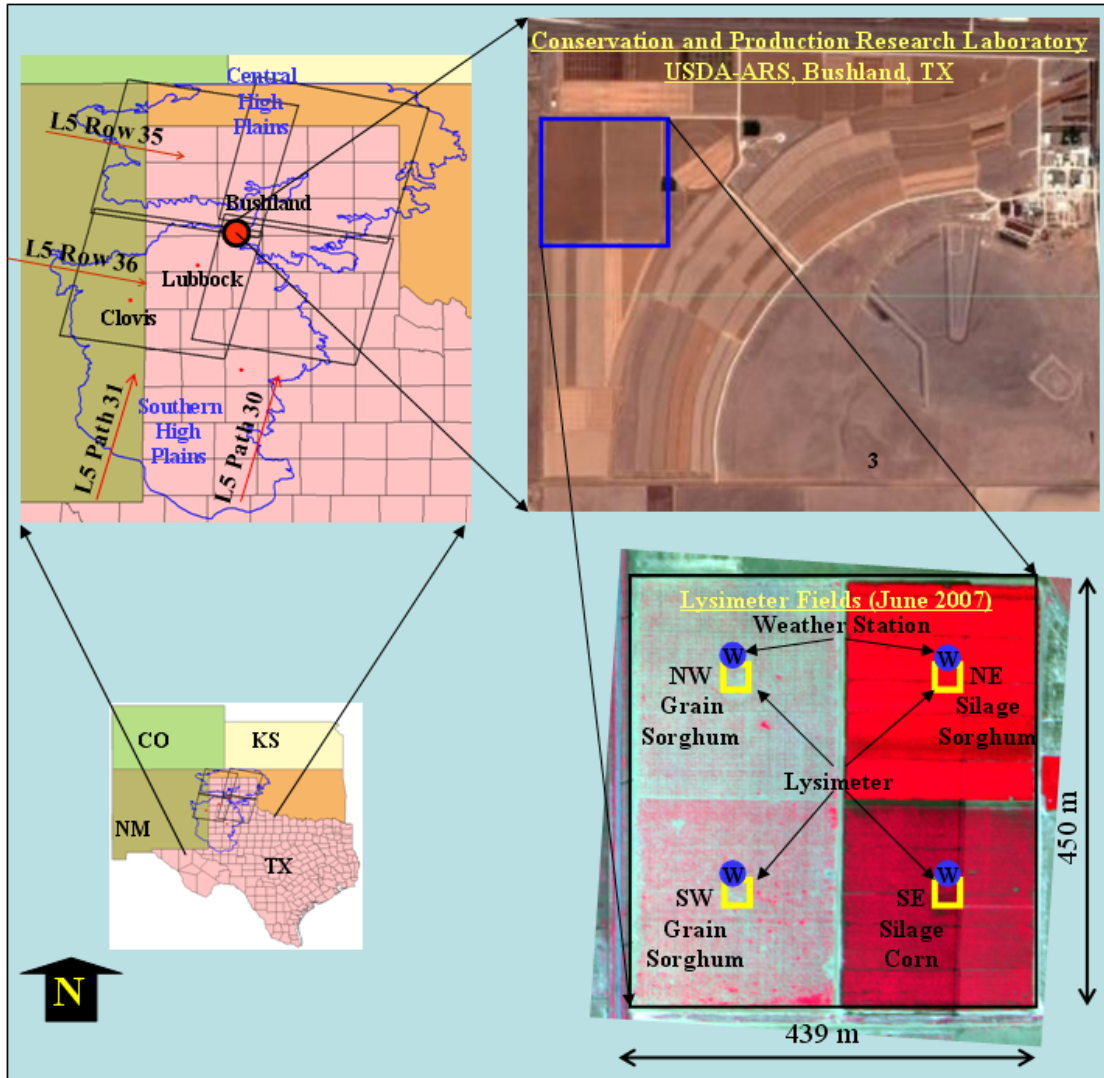 Central
High
Plains
L5 Row 35
Bushland
L5 Row 36
Lubbock
Clovis
Southern
High
Plains
L5 Path 31
L5 Path 30
Conservation and Production Research Laboratory
USDA-ARS, Bushland, TX
3
CO
KS
NM
TX
N
Lysimeter Fields (June 2007)
Weather Station
W
W
NW
Grain
Sorghum
NE
Silage
Sorghum
Lysimeter
W
W
SW
Grain
Sorghum
SE
Silage
Corn
450 m
439 m